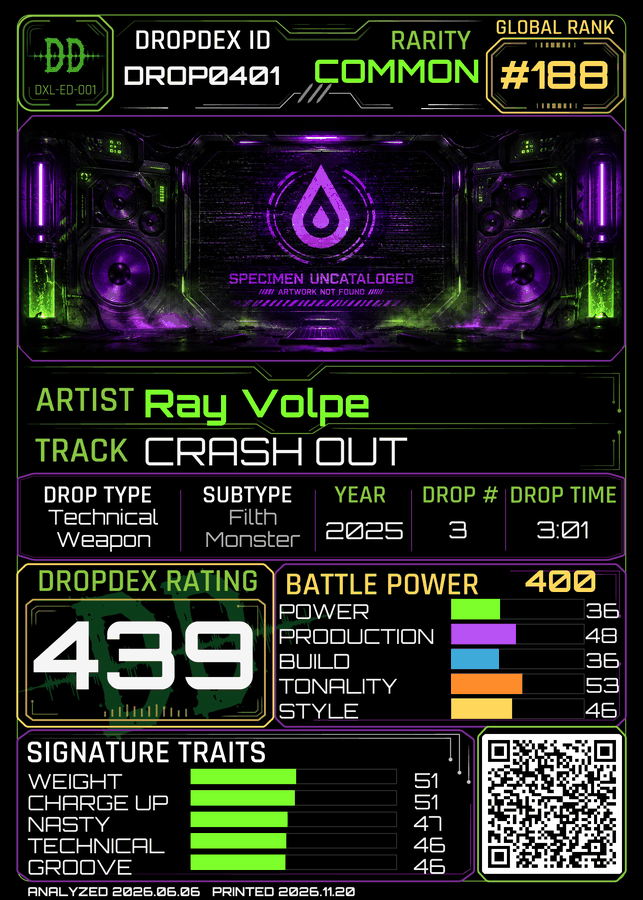 DD
DXL-ED-001
DROPDEX ID
DROP0401
RARITY
COMMON
GLOBAL RANK
#188
SPECIMEN UNCATALOGED
ARTWORK NOT FOUND
ARTIST Ray Volpe
TRACK CRASH OUT
DROP TYPE
Technical
Weapon
SUBTYPE
Filth
Monster
YEAR
2025
DROP #
3
DROP TIME
3:01
DROPDEX RATING
439
BATTLE POWER 400
POWER 36
PRODUCTION 48
BUILD 36
TONALITY 53
STYLE 46
SIGNATURE TRAITS
WEIGHT 51
CHARGE UP 51
NASTY 47
TECHNICAL 46
GROOVE 46
ANALYZED 2026.06.06 PRINTED 2026.11.20